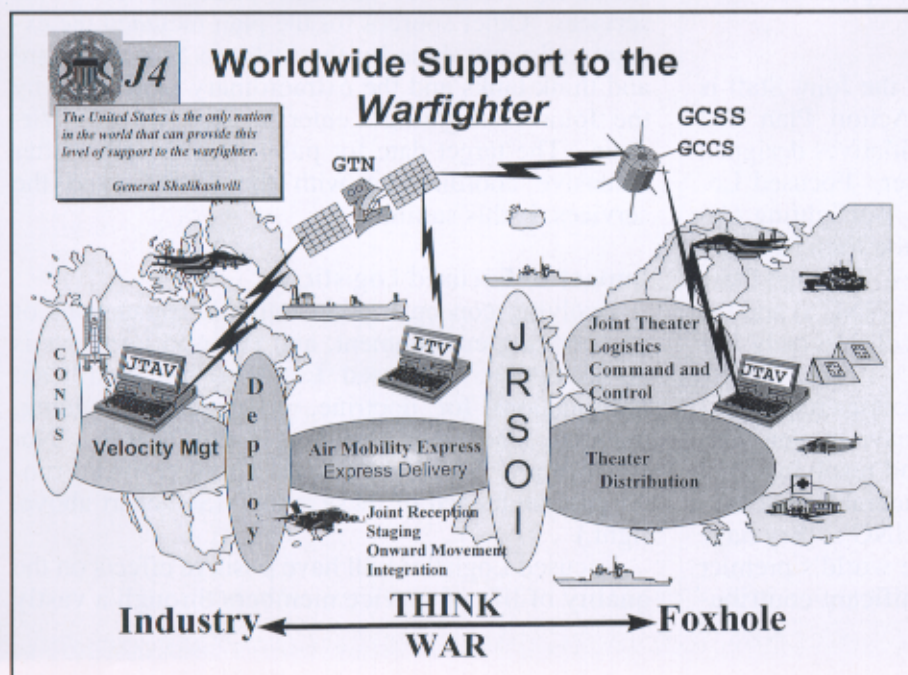 J4
Worldwide Support to the
Warfighter
The United States is the only nation
in the world that can provide this
level of support to the warfighter.
General Shalikashvili
GTN
GCSS
GCCS
CONUS
JTAV
Velocity Mgt
Deploy
ITV
Air Mobility Express
Express Delivery
Joint Reception
Staging
Onward Movement
Integration
JRSOI
Joint Theater
Logistics
Command and
Control
JTAV
Theater
Distribution
Industry
THINK
WAR
Foxhole